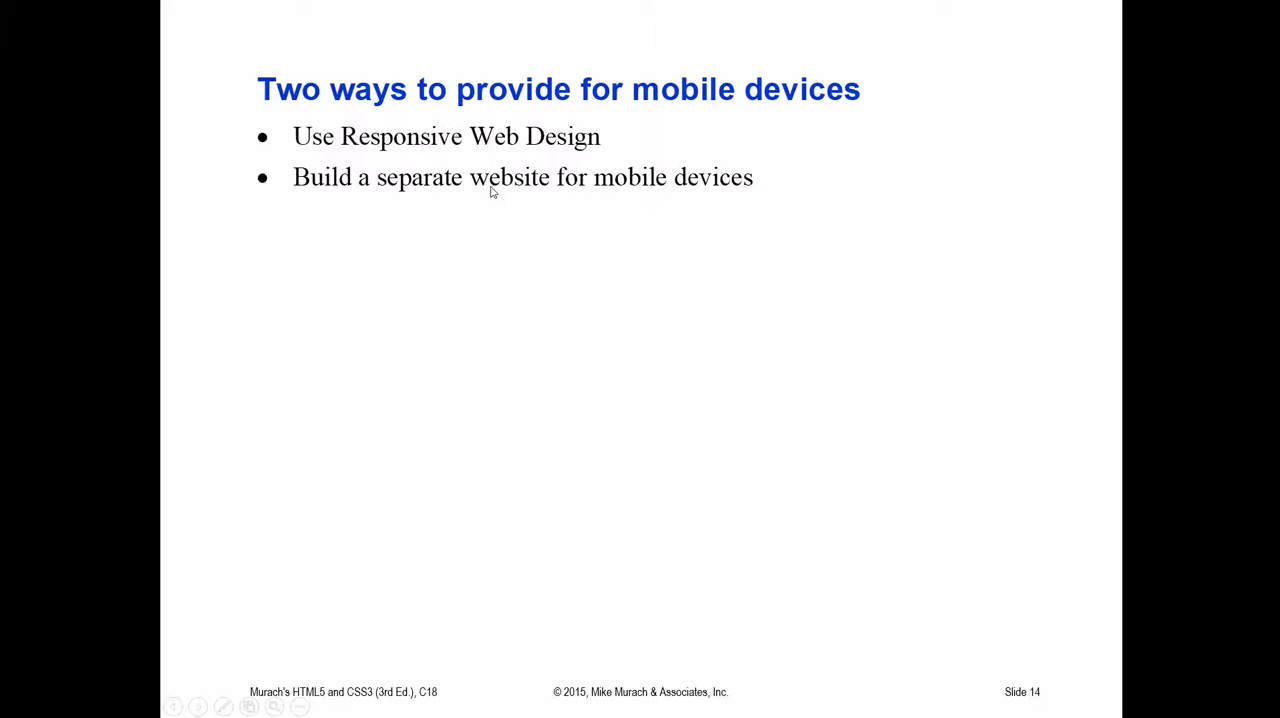 Two ways to provide for mobile devices
• Use Responsive Web Design
• Build a separate website for mobile devices
Murach's HTML5 and CSS3 (3rd Ed.), C18
© 2015, Mike Murach & Associates, Inc.
Slide 14